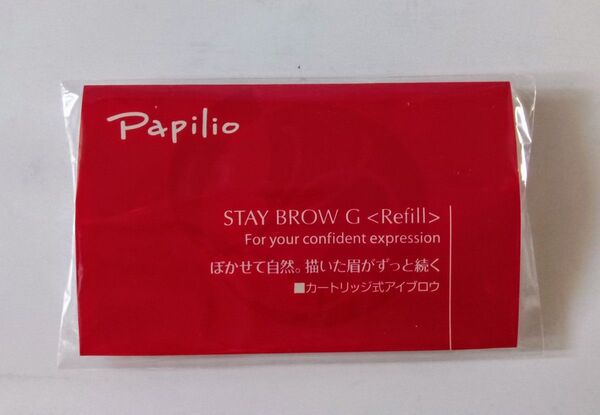 Papilio
STAY BROW G <Refill>
For your confident expression
ぼかせて自然。描いた眉がずっと続く
■カートリッジ式アイブロウ